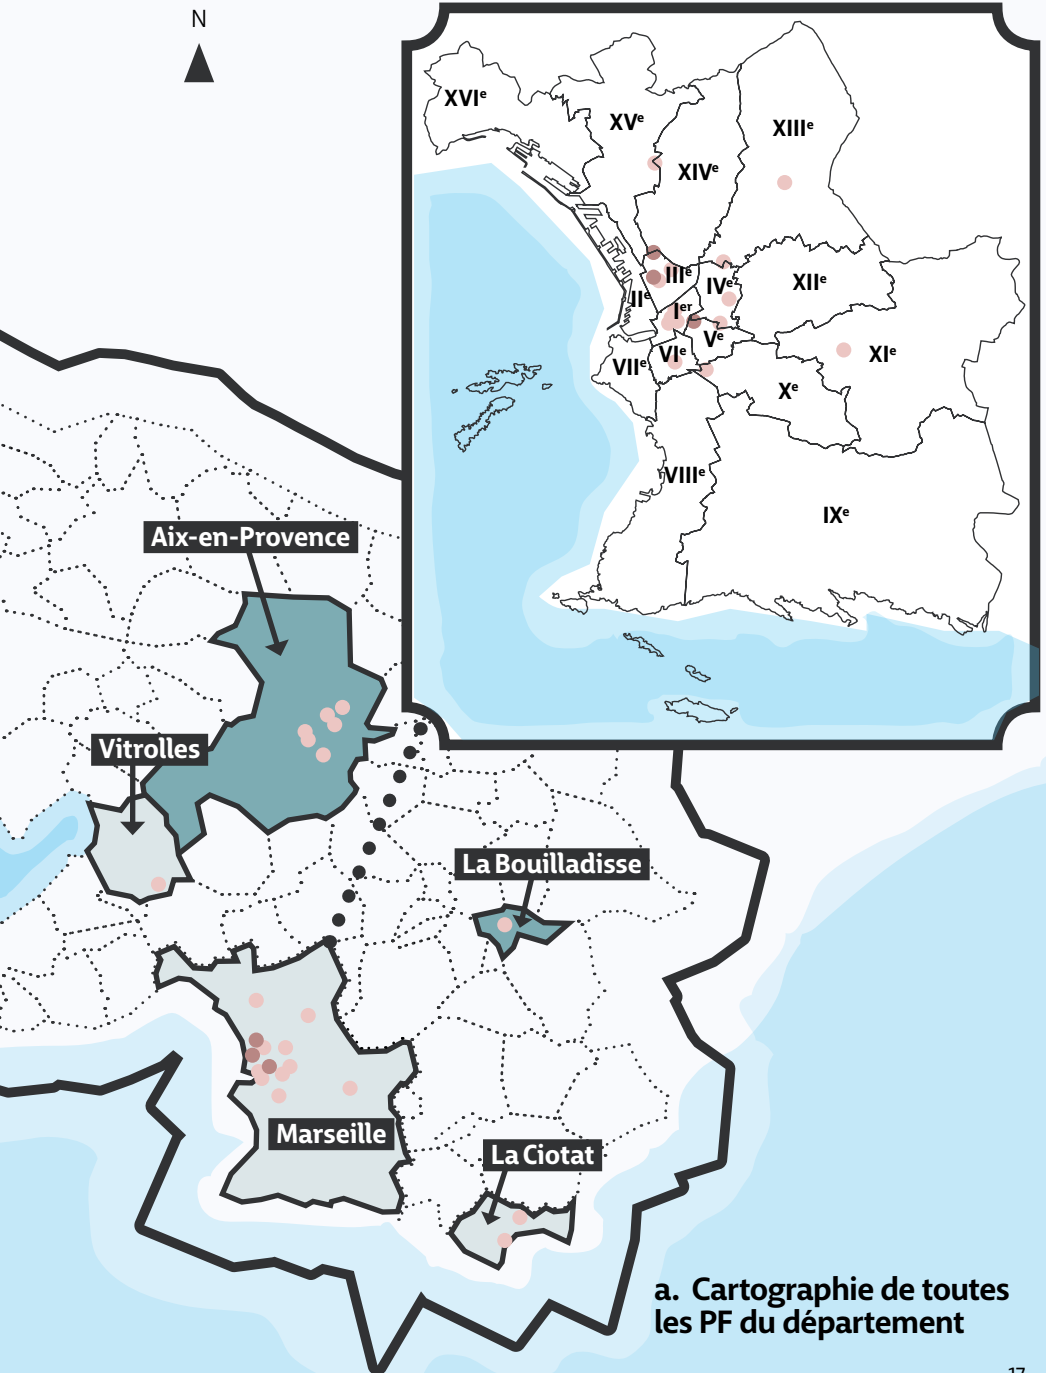 N
XVIᵉ
XVᵉ
XIIIᵉ
XIVᵉ
IIIᵉ
IVᵉ
XIIᵉ
IIᵉ
Iᵉʳ
Vᵉ
VIᵉ
VIIᵉ
XIᵉ
Xᵉ
VIIIᵉ
IXᵉ
Aix-en-Provence
Vitrolles
La Bouilladisse
Marseille
La Ciotat
a. Cartographie de toutes
les PF du département
17